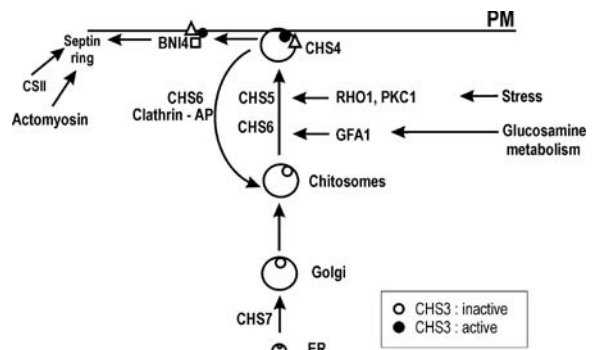 PM
Septin
ring
BNI4
CHS4
CSII
Actomyosin
CHS6
Clathrin - AP
CHS5
CHS6
RHO1, PKC1
Stress
GFA1
Glucosamine
metabolism
Chitosomes
Golgi
CHS7
ER
CHS3 : inactive
CHS3 : active